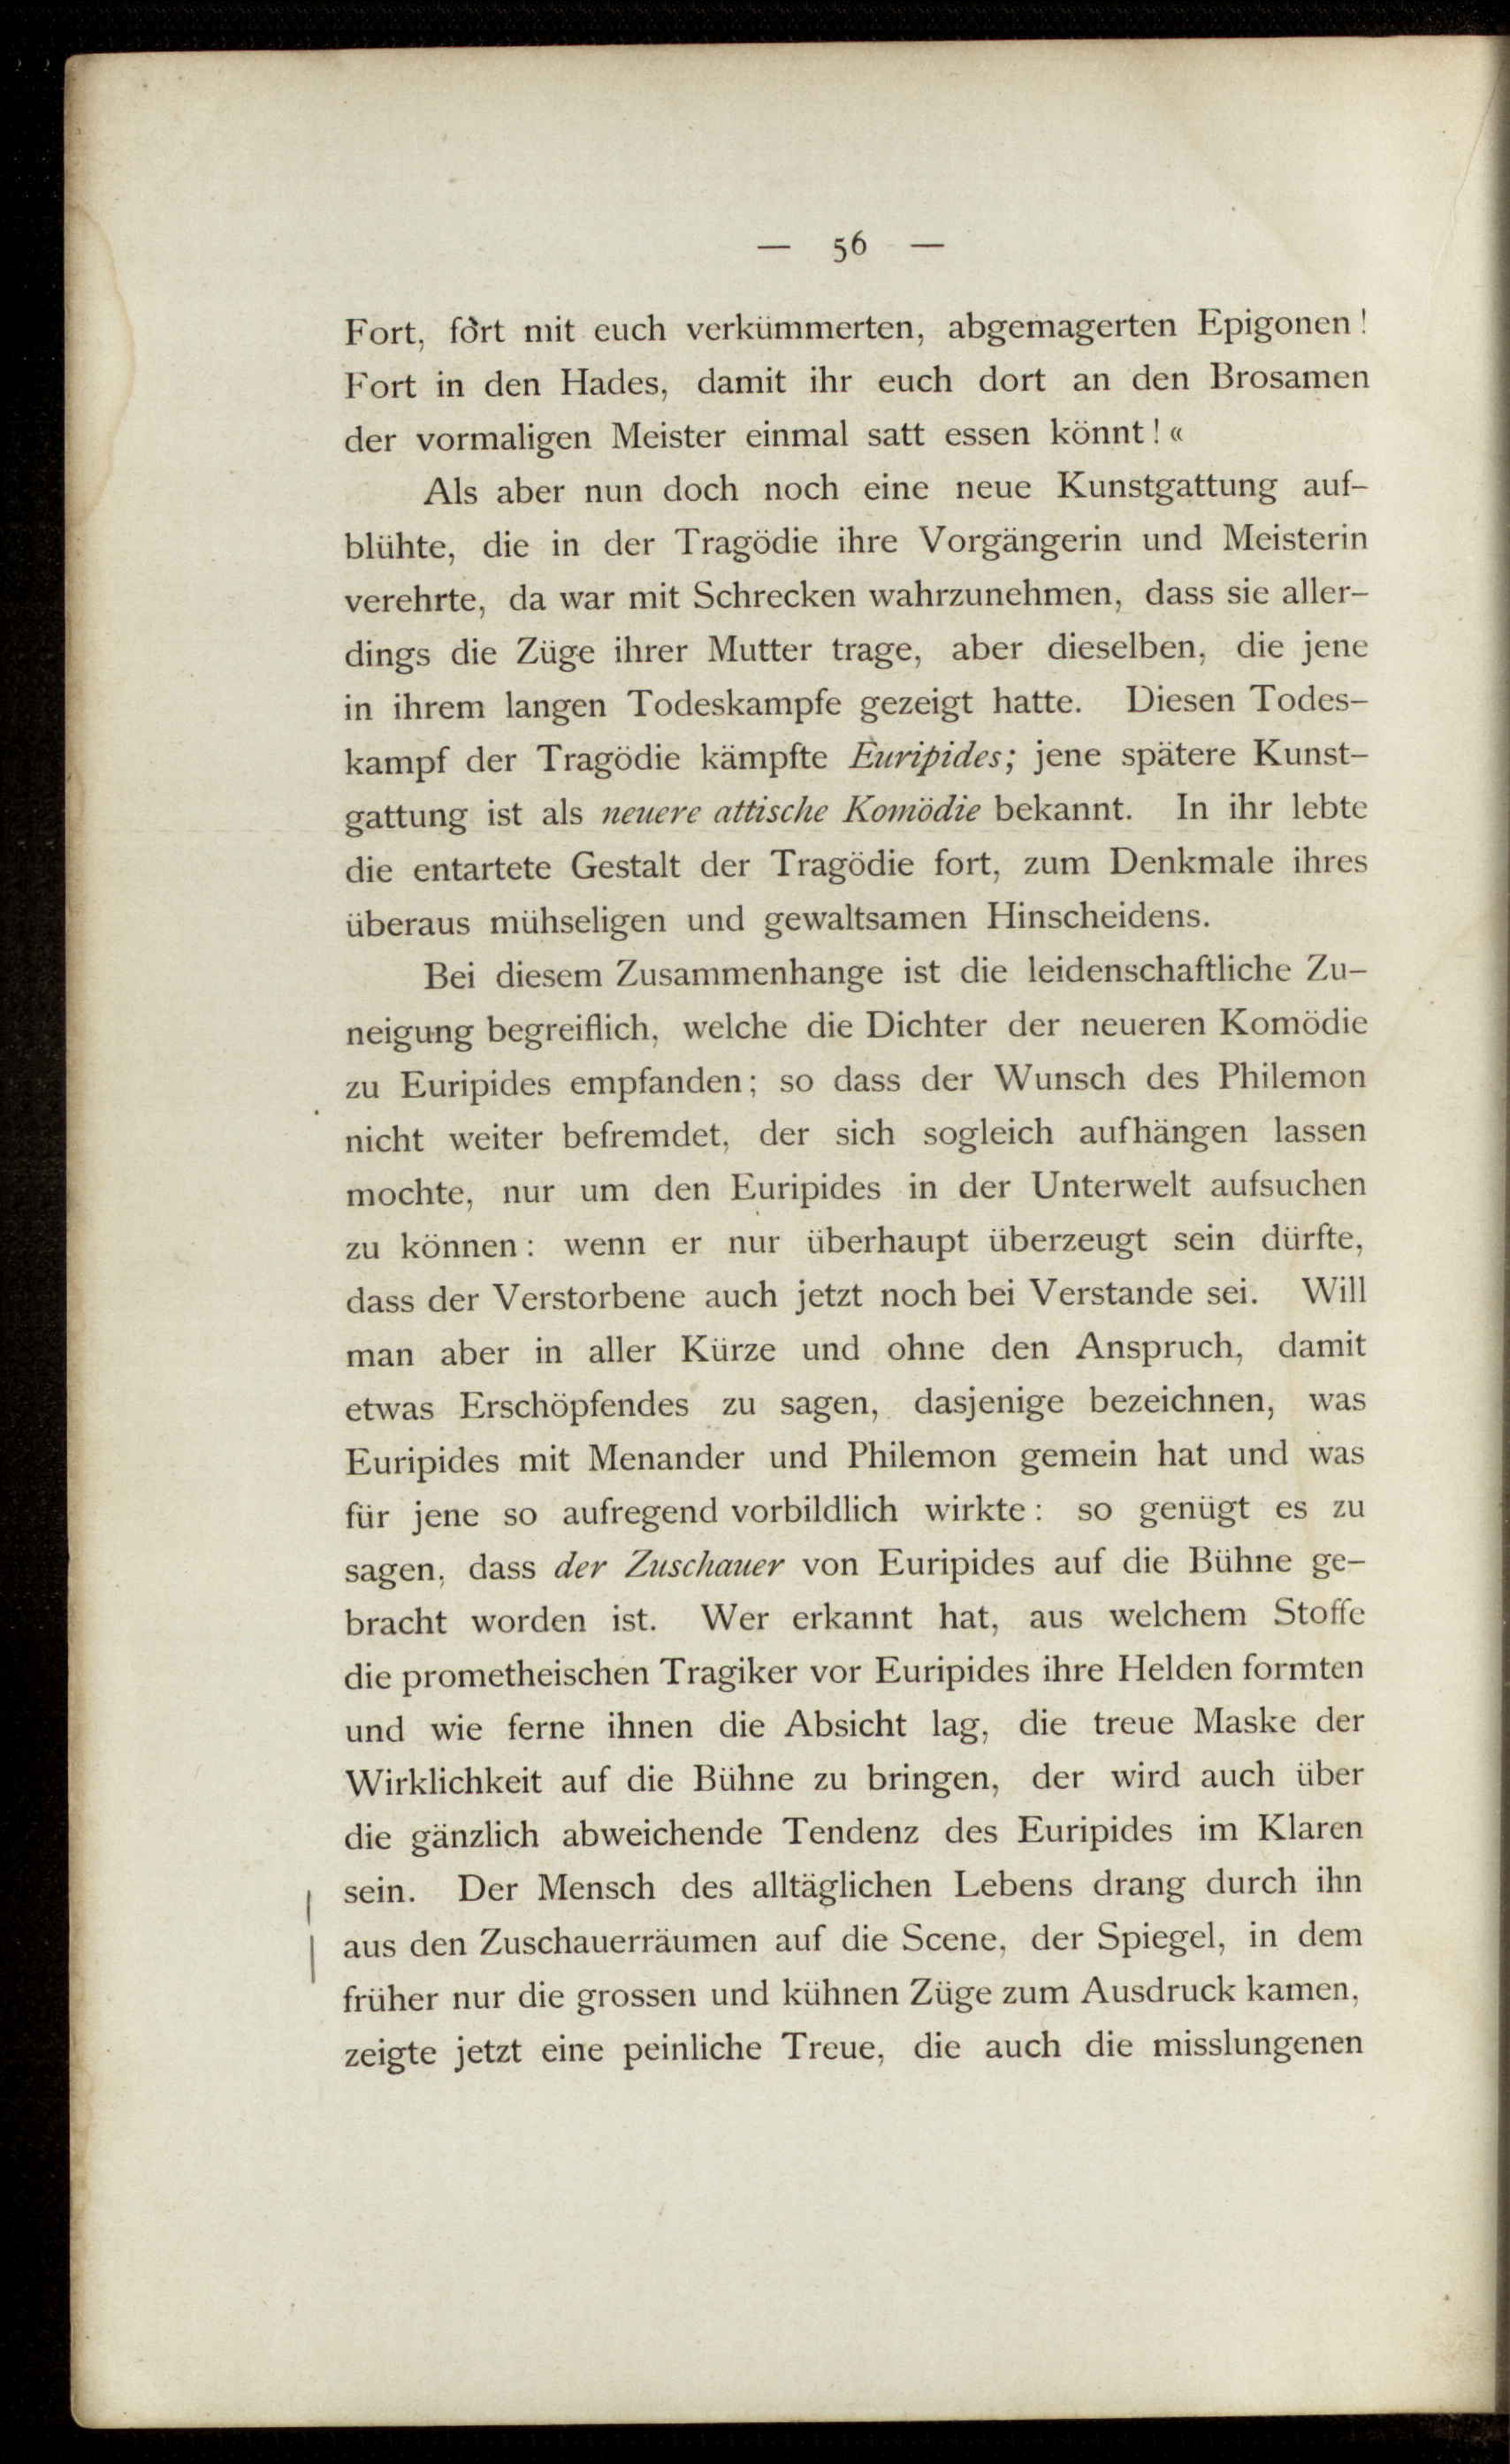 — 56 —
Fort, fort mit euch verkümmerten, abgemagerten Epigonen!
Fort in den Hades, damit ihr euch dort an den Brosamen
der vormaligen Meister einmal satt essen könnt!«
Als aber nun doch noch eine neue Kunstgattung auf-
blühte, die in der Tragödie ihre Vorgängerin und Meisterin
verehrte, da war mit Schrecken wahrzunehmen, dass sie aller-
dings die Züge ihrer Mutter trage, aber dieselben, die jene
in ihrem langen Todeskampfe gezeigt hatte. Diesen Todes-
kampf der Tragödie kämpfte Euripides; jene spätere Kunst-
gattung ist als neuere attische Komödie bekannt. In ihr lebte
die entartete Gestalt der Tragödie fort, zum Denkmale ihres
überaus mühseligen und gewaltsamen Hinscheidens.
Bei diesem Zusammenhange ist die leidenschaftliche Zu-
neigung begreiflich, welche die Dichter der neueren Komödie
zu Euripides empfanden; so dass der Wunsch des Philemon
nicht weiter befremdet, der sich sogleich aufhängen lassen
mochte, nur um den Euripides in der Unterwelt aufsuchen
zu können: wenn er nur überhaupt überzeugt sein dürfte,
dass der Verstorbene auch jetzt noch bei Verstande sei. Will
man aber in aller Kürze und ohne den Anspruch, damit
etwas Erschöpfendes zu sagen, dasjenige bezeichnen, was
Euripides mit Menander und Philemon gemein hat und was
für jene so aufregend vorbildlich wirkte: so genügt es zu
sagen, dass der Zuschauer von Euripides auf die Bühne ge-
bracht worden ist. Wer erkannt hat, aus welchem Stoffe
die prometheischen Tragiker vor Euripides ihre Helden formten
und wie ferne ihnen die Absicht lag, die treue Maske der
Wirklichkeit auf die Bühne zu bringen, der wird auch über
die gänzlich abweichende Tendenz des Euripides im Klaren
sein. Der Mensch des alltäglichen Lebens drang durch ihn
aus den Zuschauerräumen auf die Scene, der Spiegel, in dem
früher nur die grossen und kühnen Züge zum Ausdruck kamen,
zeigte jetzt eine peinliche Treue, die auch die misslungenen